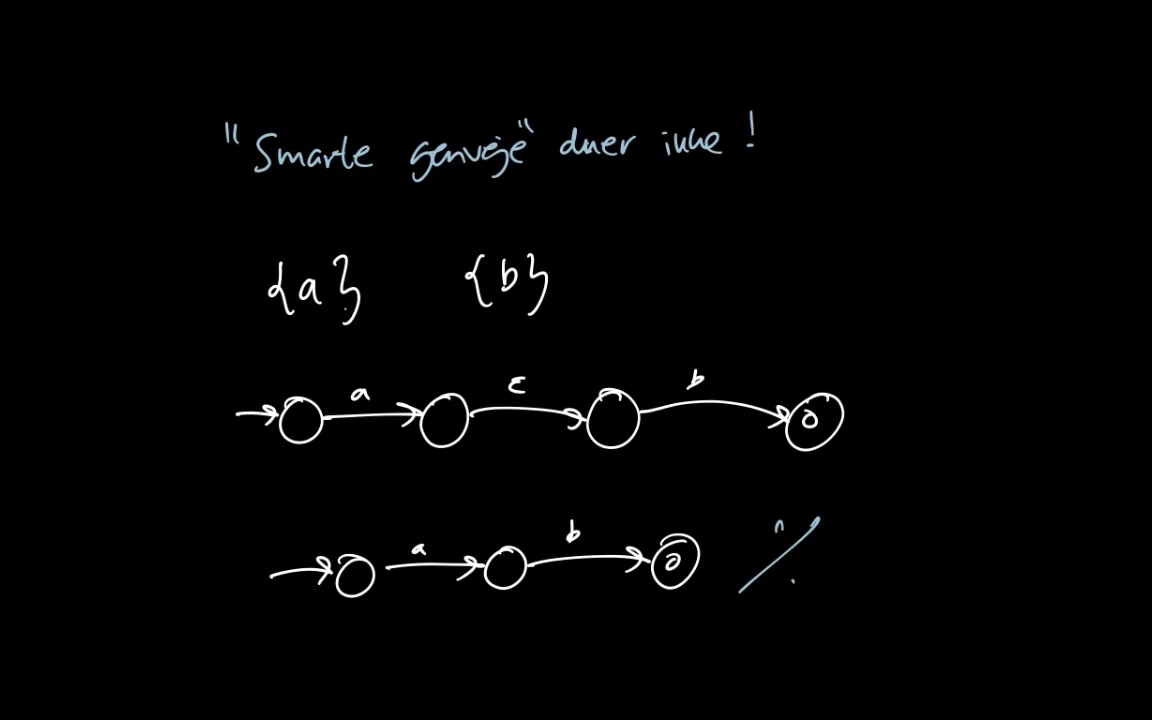 "Smarte genveje" duer ikke!
{a} {b}
a ε b
a b